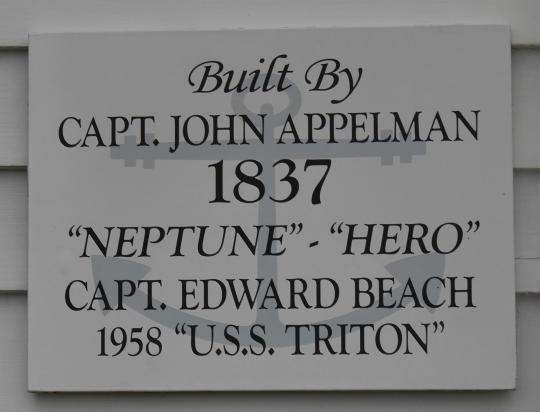 Built By
CAPT. JOHN APPELMAN
1837
"NEPTUNE" - "HERO"
CAPT. EDWARD BEACH
1958 "U.S.S. TRITON"